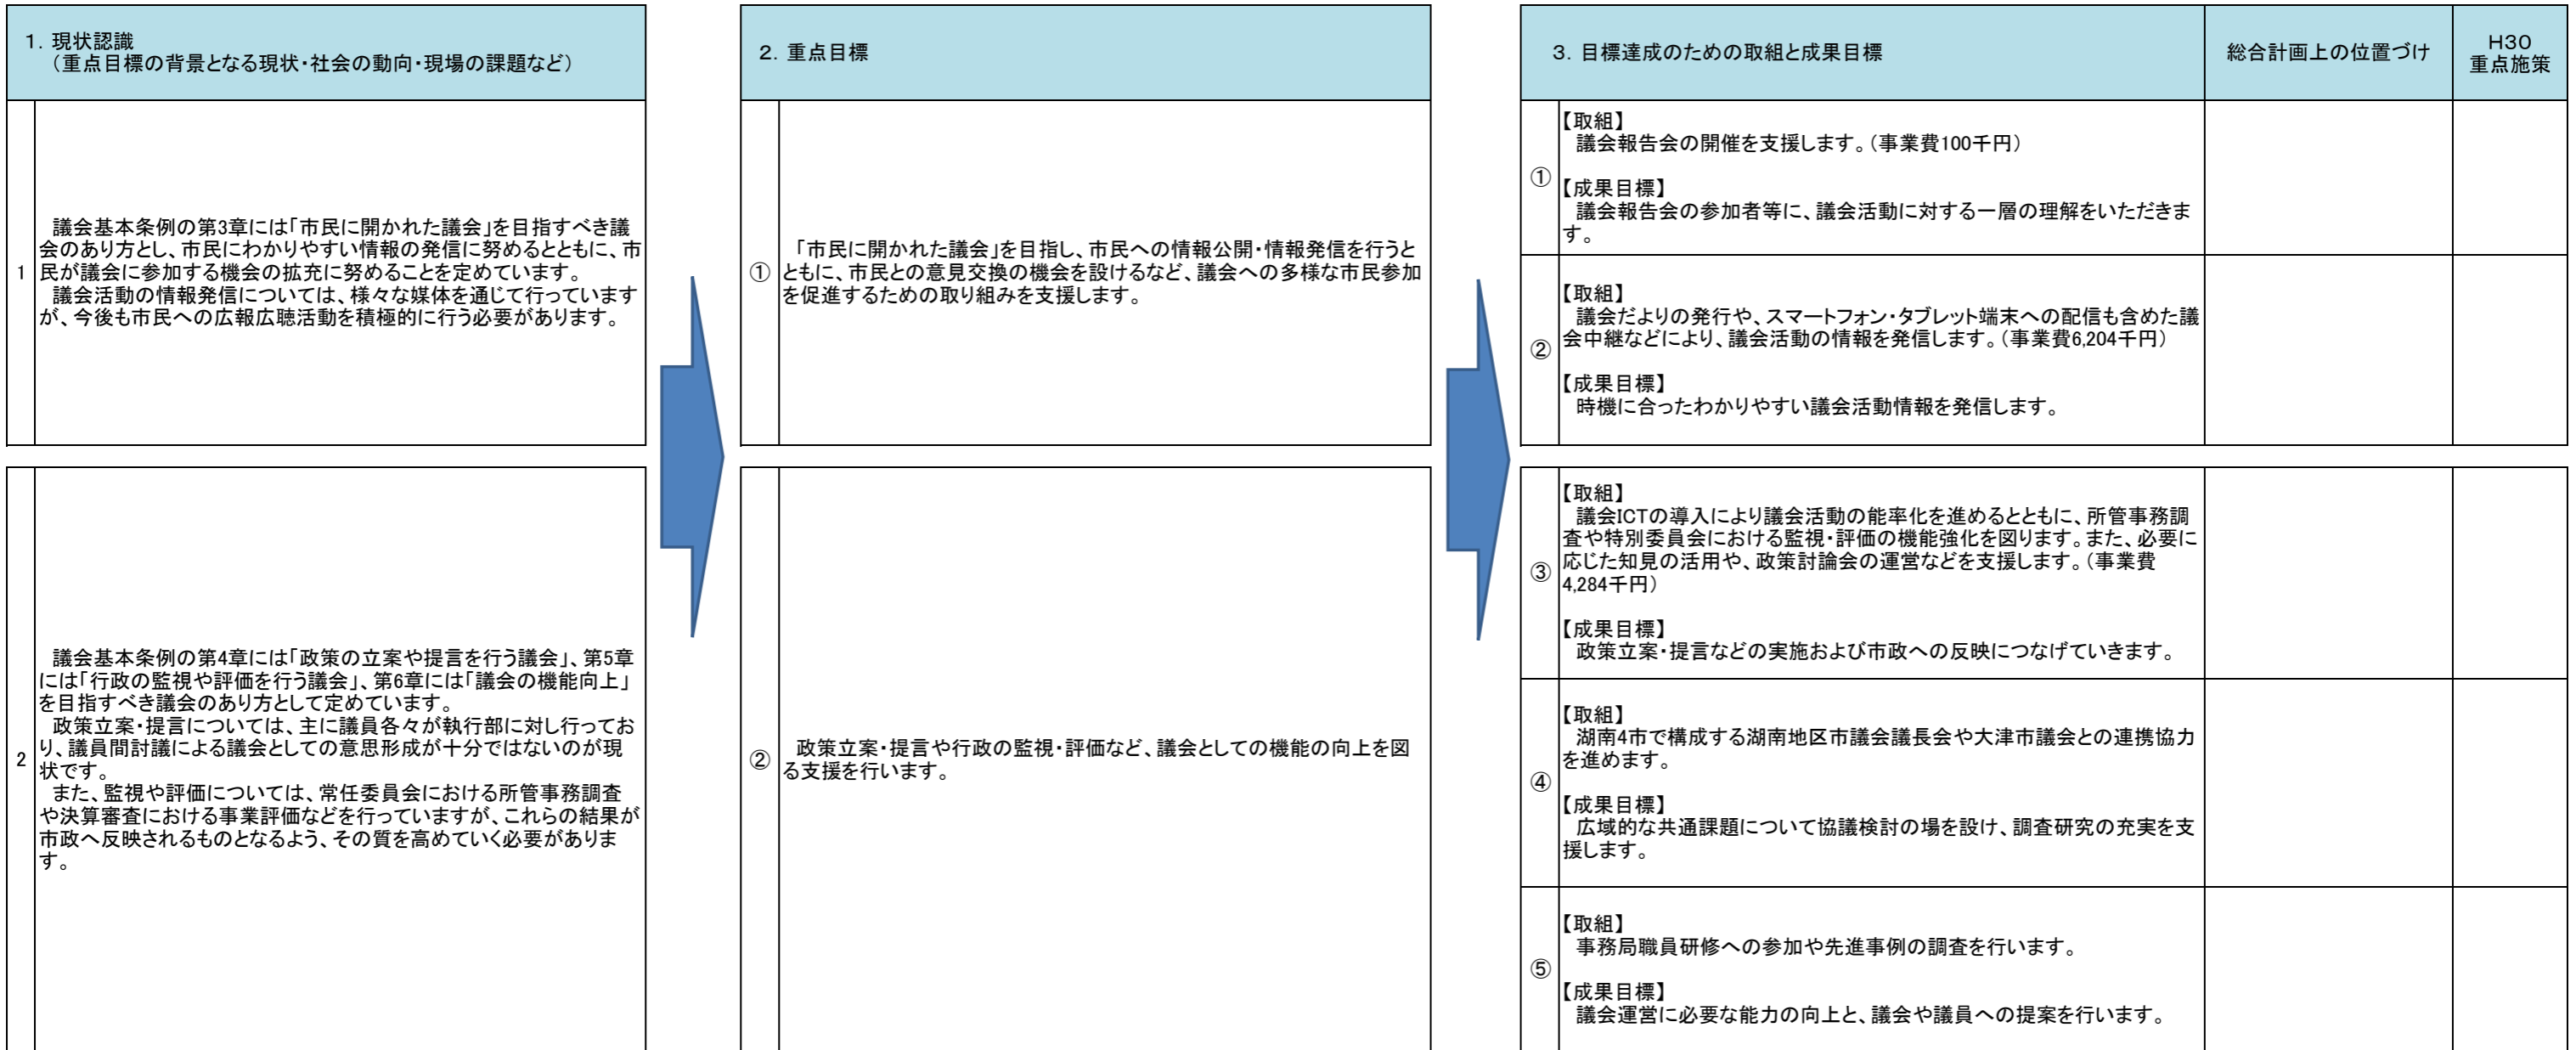 1．現状認識
（重点目標の背景となる現状・社会の動向・現場の課題など）
1
議会基本条例の第3章には「市民に開かれた議会」を目指すべき議
会のあり方とし、市民にわかりやすい情報の発信に努めるとともに、市
民が議会に参加する機会の拡充に努めることを定めています。
議会活動の情報発信については、様々な媒体を通じて行っています
が、今後も市民への広報広聴活動を積極的に行う必要があります。
2
議会基本条例の第4章には「政策の立案や提言を行う議会」、第5章
には「行政の監視や評価を行う議会」、第6章には「議会の機能向上」
を目指すべき議会のあり方として定めています。
政策立案・提言については、主に議員各々が執行部に対し行ってお
り、議員間討議による議会としての意思形成が十分ではないのが現
状です。
また、監視や評価については、常任委員会における所管事務調査
や決算審査における事業評価などを行っていますが、これらの結果が
市政へ反映されるものとなるよう、その質を高めていく必要がありま
す。
2．重点目標
①
「市民に開かれた議会」を目指し、市民への情報公開・情報発信を行うと
ともに、市民との意見交換の機会を設けるなど、議会への多様な市民参加
を促進するための取り組みを支援します。
②
政策立案・提言や行政の監視・評価など、議会としての機能の向上を図
る支援を行います。
3．目標達成のための取組と成果目標
総合計画上の位置づけ
H30
重点施策
①
【取組】
議会報告会の開催を支援します。（事業費100千円）
【成果目標】
議会報告会の参加者等に、議会活動に対する一層の理解をいただきま
す。
②
【取組】
議会だよりの発行や、スマートフォン・タブレット端末への配信も含めた議
会中継などにより、議会活動の情報を発信します。（事業費6,204千円）
【成果目標】
時機に合ったわかりやすい議会活動情報を発信します。
③
【取組】
議会ICTの導入により議会活動の能率化を進めるとともに、所管事務調
査や特別委員会における監視・評価の機能強化を図ります。また、必要に
応じた知見の活用や、政策討論会の運営などを支援します。（事業費
4,284千円）
【成果目標】
政策立案・提言などの実施および市政への反映につなげていきます。
④
【取組】
湖南4市で構成する湖南地区市議会議長会や大津市議会との連携協力
を進めます。
【成果目標】
広域的な共通課題について協議検討の場を設け、調査研究の充実を支
援します。
⑤
【取組】
事務局職員研修への参加や先進事例の調査を行います。
【成果目標】
議会運営に必要な能力の向上と、議会や議員への提案を行います。